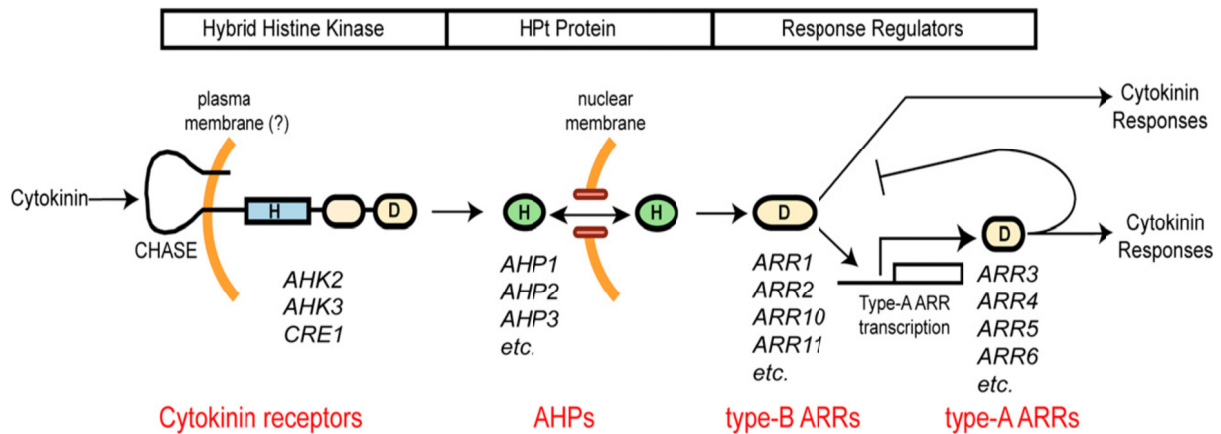 Hybrid Histine Kinase
HPt Protein
Response Regulators
plasma
membrane (?)
nuclear
membrane
Cytokinin
Responses
Cytokinin
CHASE
H
D
H
H
D
D
Cytokinin
Responses
AHK2
AHK3
CRE1
AHP1
AHP2
AHP3
etc.
ARR1
ARR2
ARR10
ARR11
etc.
Type-A ARR
transcription
ARR3
ARR4
ARR5
ARR6
etc.
Cytokinin receptors
AHPs
type-B ARRs
type-A ARRs